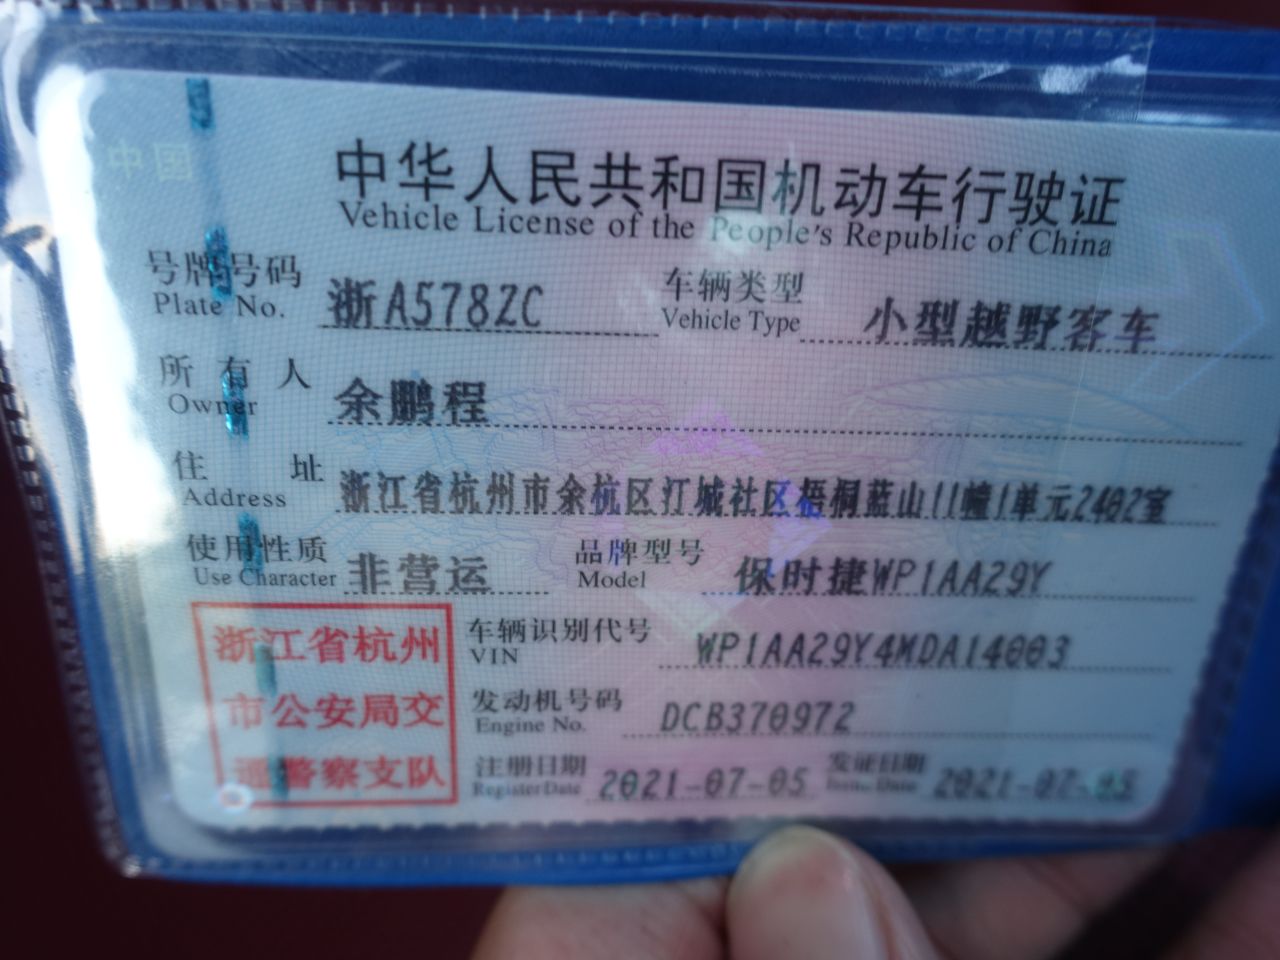 中国
中华人民共和国机动车行驶证
Vehicle License of the People's Republic of China
号牌号码 浙A578ZC 车辆类型 小型越野客车
Plate No. Vehicle Type
所有人 余鹏程
Owner
住址 浙江省杭州市余杭区汀城社区梧桐蓝山11幢1单元2402室
Address
使用性质 非营运 品牌型号 保时捷WP1AA29Y
Use Character Model
浙江省杭州 车辆识别代号 WP1AA29Y4MDA14003
VIN
市公安局交 发动机号码 DCB370972
Engine No.
通警察支队 注册日期 2021-07-05 发证日期 2021-07-05
Register Date Issue Date